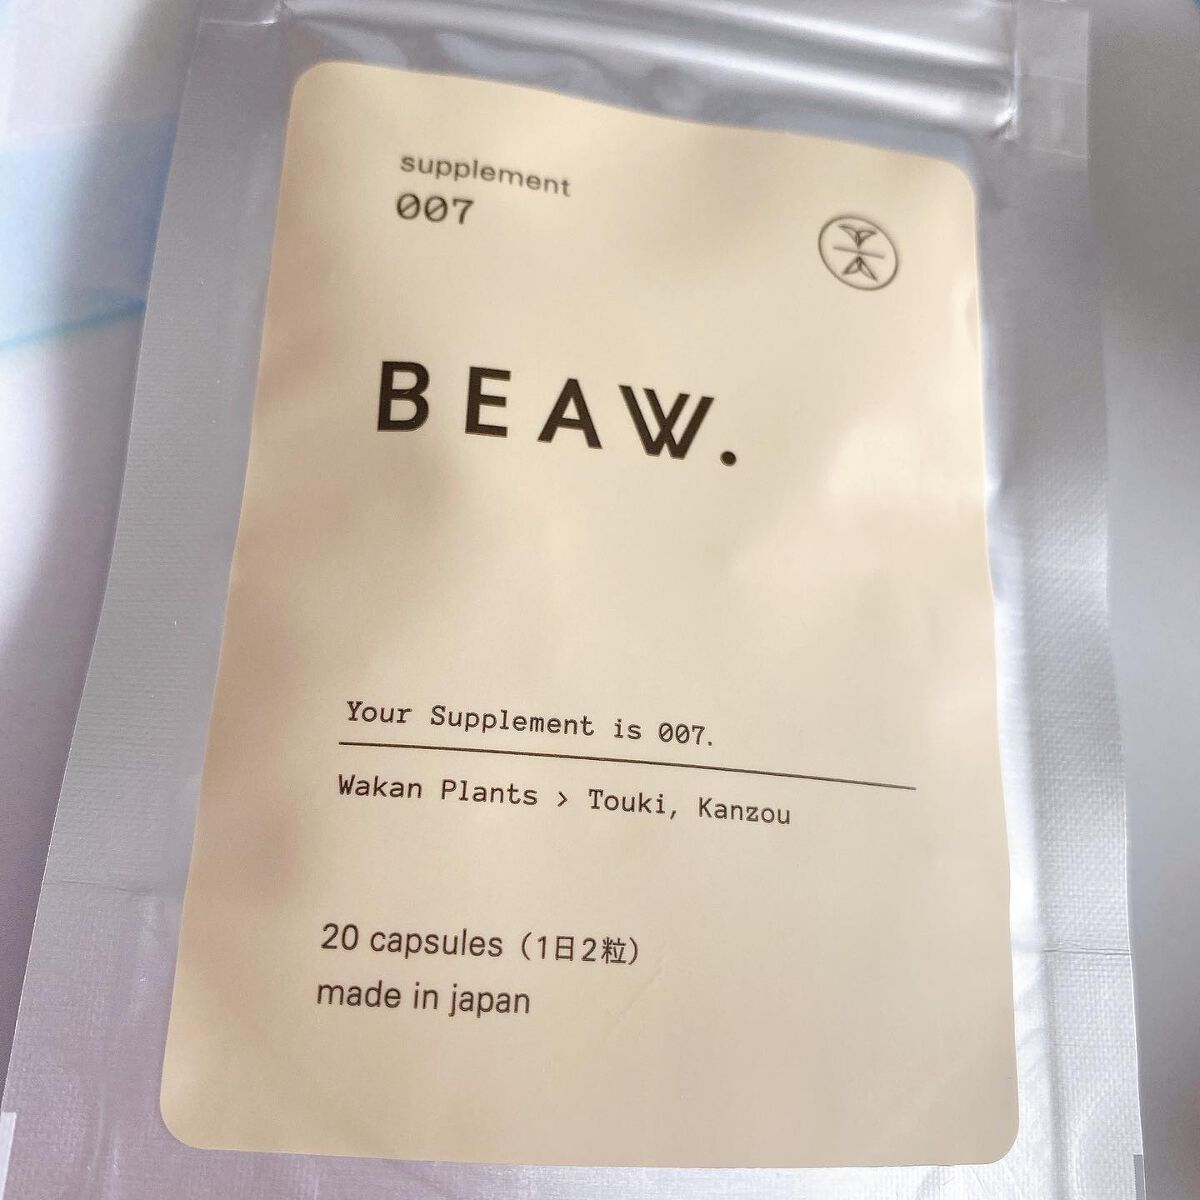 supplement
007
BEAW.
Your Supplement is 007.
Wakan Plants > Touki, Kanzou
20 capsules（1日2粒）
made in japan